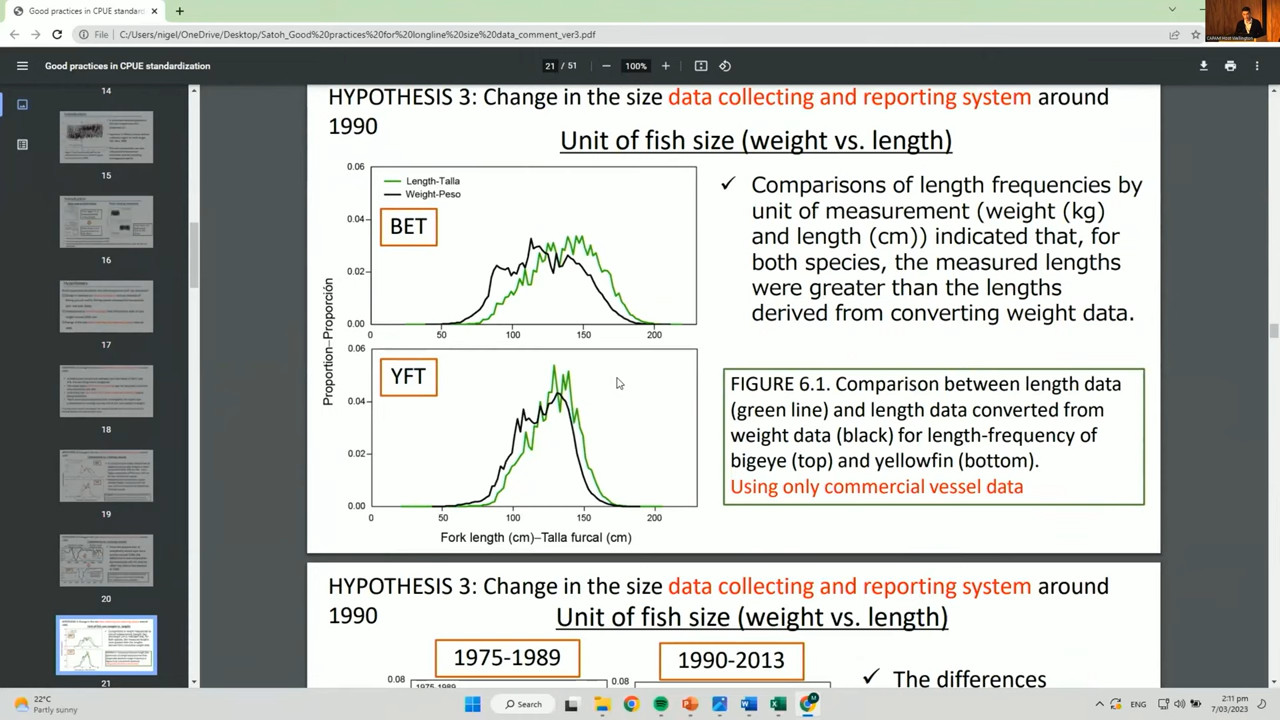 Good practices in CPUE standard
File
C:/Users/nigel/OneDrive/Desktop/Satoh_Good%20practices%20for%20longline%20size%20data_comment_ver3.pdf
Good practices in CPUE standardization
21 / 51
100%
14
15
16
17
18
19
20
21
HYPOTHESIS 3: Change in the size data collecting and reporting system around
1990
Unit of fish size (weight vs. length)
0.06
0.04
0.02
0.00
Length-Talla
Weight-Peso
BET
0
50
100
150
200
0.06
0.04
0.02
0.00
YFT
0
50
100
150
200
Proportion–Proporción
Fork length (cm)–Talla furcal (cm)
✓ Comparisons of length frequencies by
unit of measurement (weight (kg)
and length (cm)) indicated that, for
both species, the measured lengths
were greater than the lengths
derived from converting weight data.
FIGURE 6.1. Comparison between length data
(green line) and length data converted from
weight data (black) for length-frequency of
bigeye (top) and yellowfin (bottom).
Using only commercial vessel data
HYPOTHESIS 3: Change in the size data collecting and reporting system around
1990
Unit of fish size (weight vs. length)
1975-1989
1990-2013
0.08
1975-1989
0.08
✓ The differences
22°C
Partly sunny
Search
ENG
2:11 pm
7/03/2023